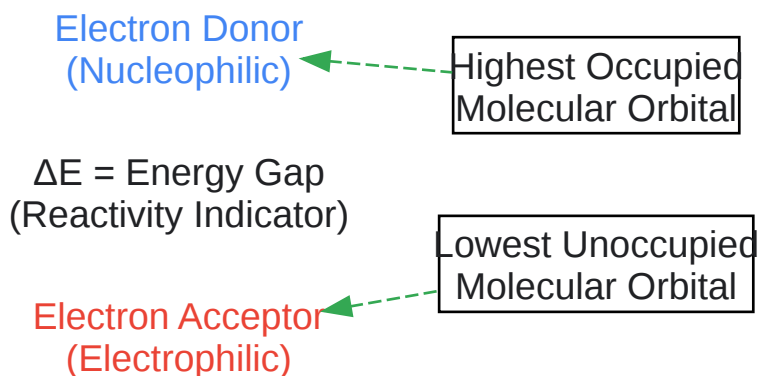 Electron Donor
(Nucleophilic)
Highest Occupied
Molecular Orbital
ΔE = Energy Gap
(Reactivity Indicator)
Lowest Unoccupied
Molecular Orbital
Electron Acceptor
(Electrophilic)